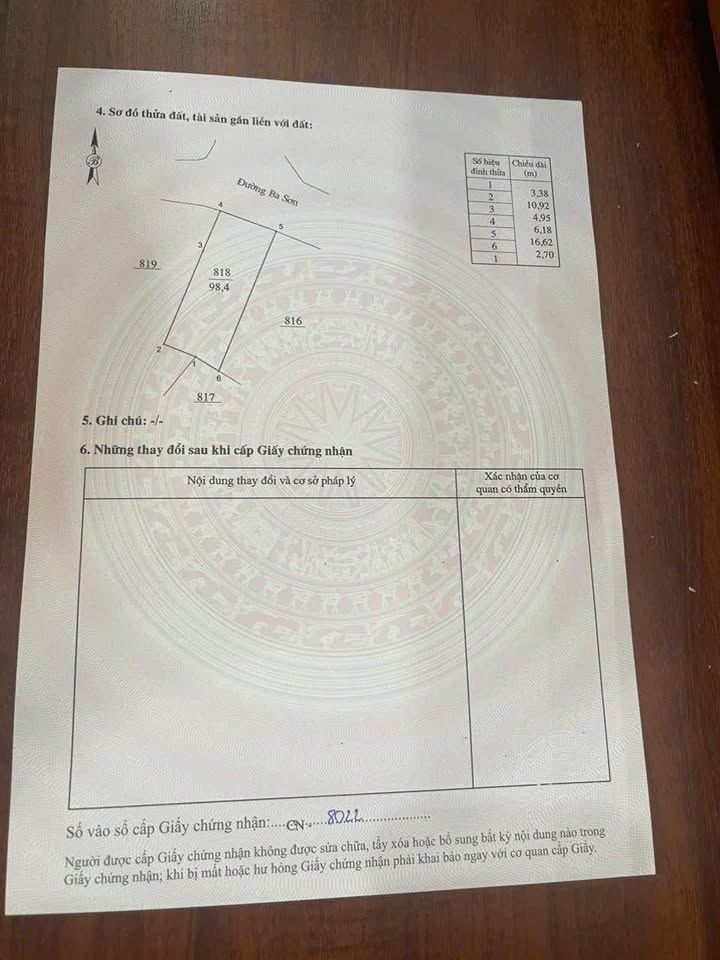 4. Sơ đồ thửa đất, tài sản gắn liền với đất:
B
Đường Ba Sơn
4
5
3
819
818
98,4
816
2
1
6
817
Số hiệu đỉnh thửa
Chiều dài (m)
1
3,38
2
10,92
3
4,95
4
6,18
5
16,62
6
2,70
1
5. Ghi chú: -/-
6. Những thay đổi sau khi cấp Giấy chứng nhận
Nội dung thay đổi và cơ sở pháp lý
Xác nhận của cơ
quan có thẩm quyền
Số vào sổ cấp Giấy chứng nhận:....CN.....8022..................
Người được cấp Giấy chứng nhận không được sửa chữa, tẩy xóa hoặc bổ sung bất kỳ nội dung nào trong
Giấy chứng nhận; khi bị mất hoặc hư hỏng Giấy chứng nhận phải khai báo ngay với cơ quan cấp Giấy.